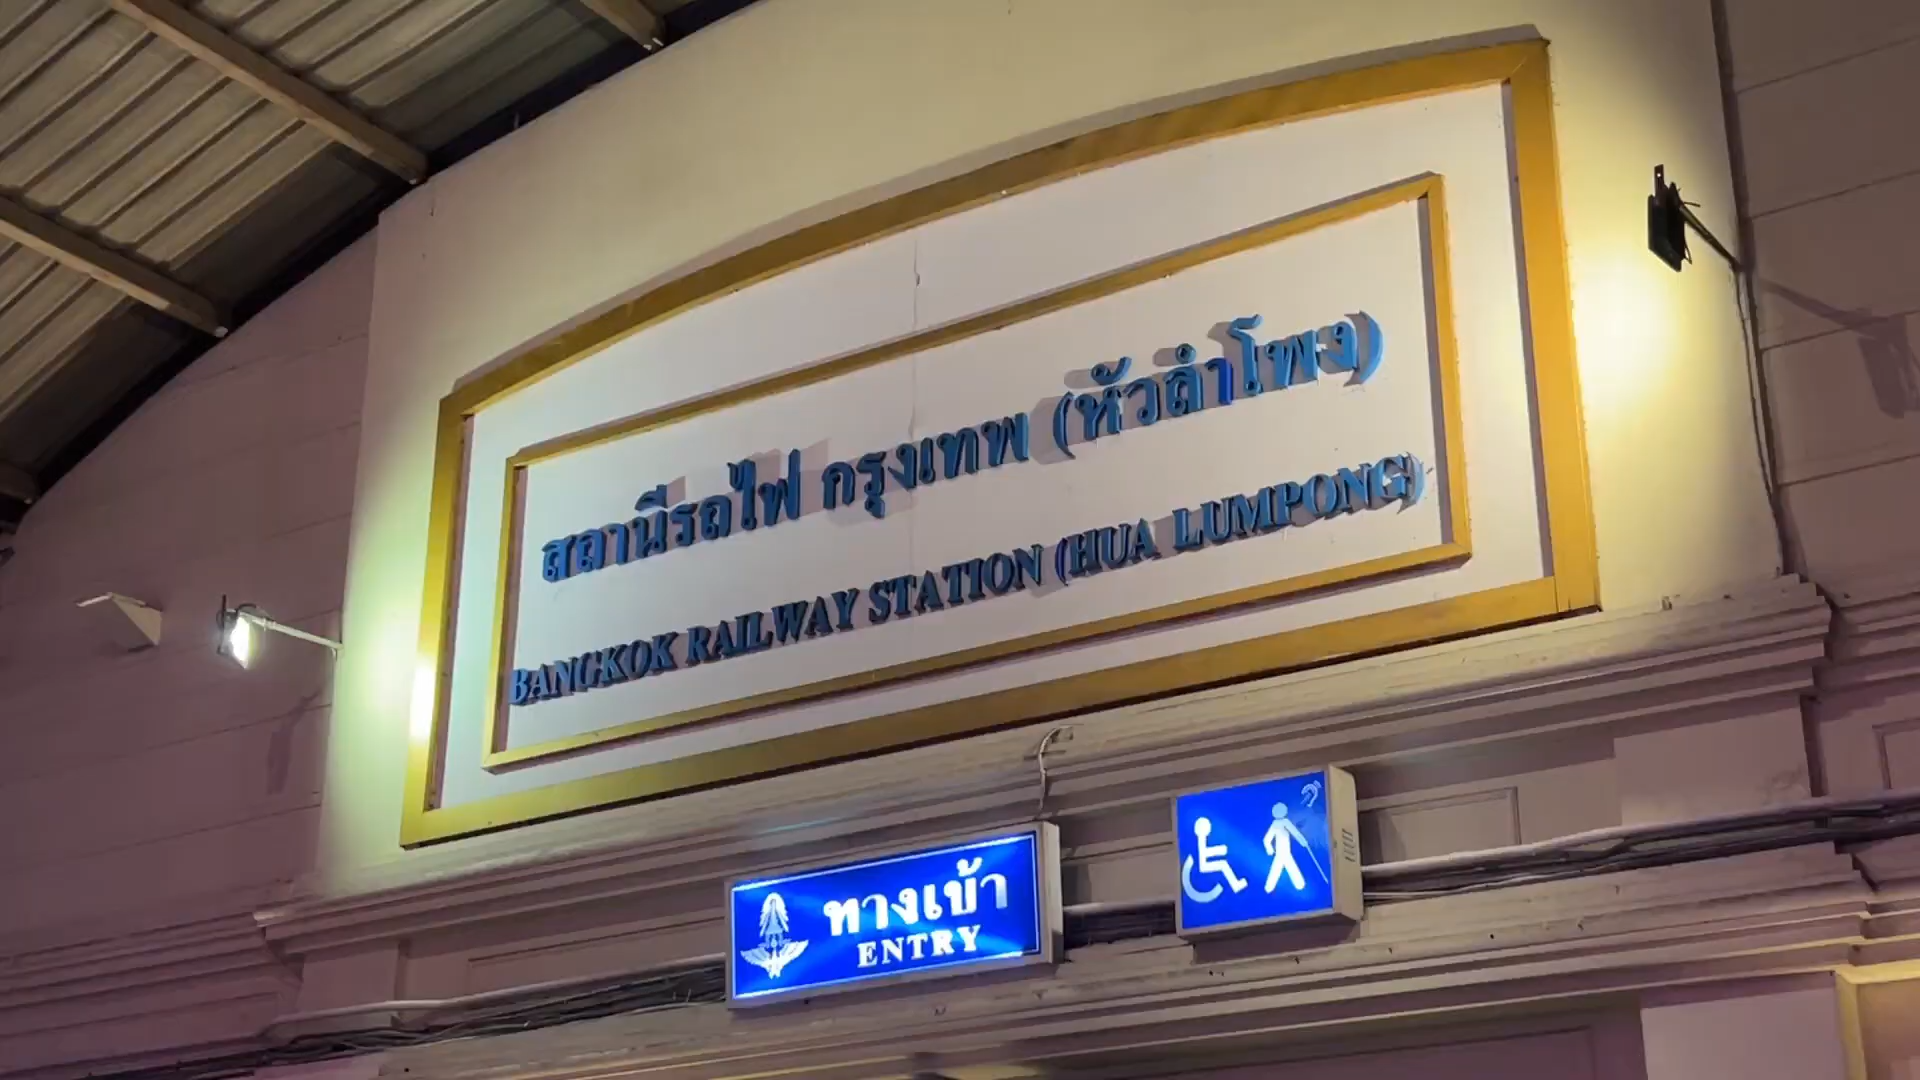 สถานีรถไฟ กรุงเทพ (หัวลำโพง)
BANGKOK RAILWAY STATION (HUA LUMPONG)
ทางเข้า
ENTRY